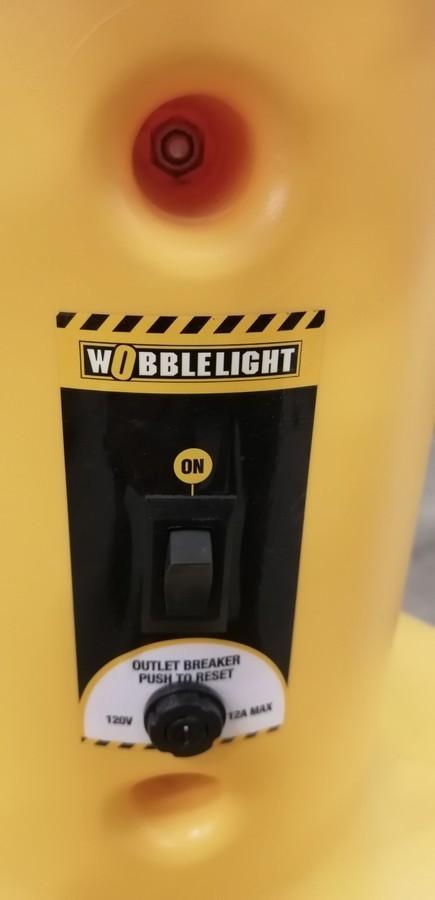 WOBBLELIGHT
ON
OUTLET BREAKER
PUSH TO RESET
120V 12A MAX